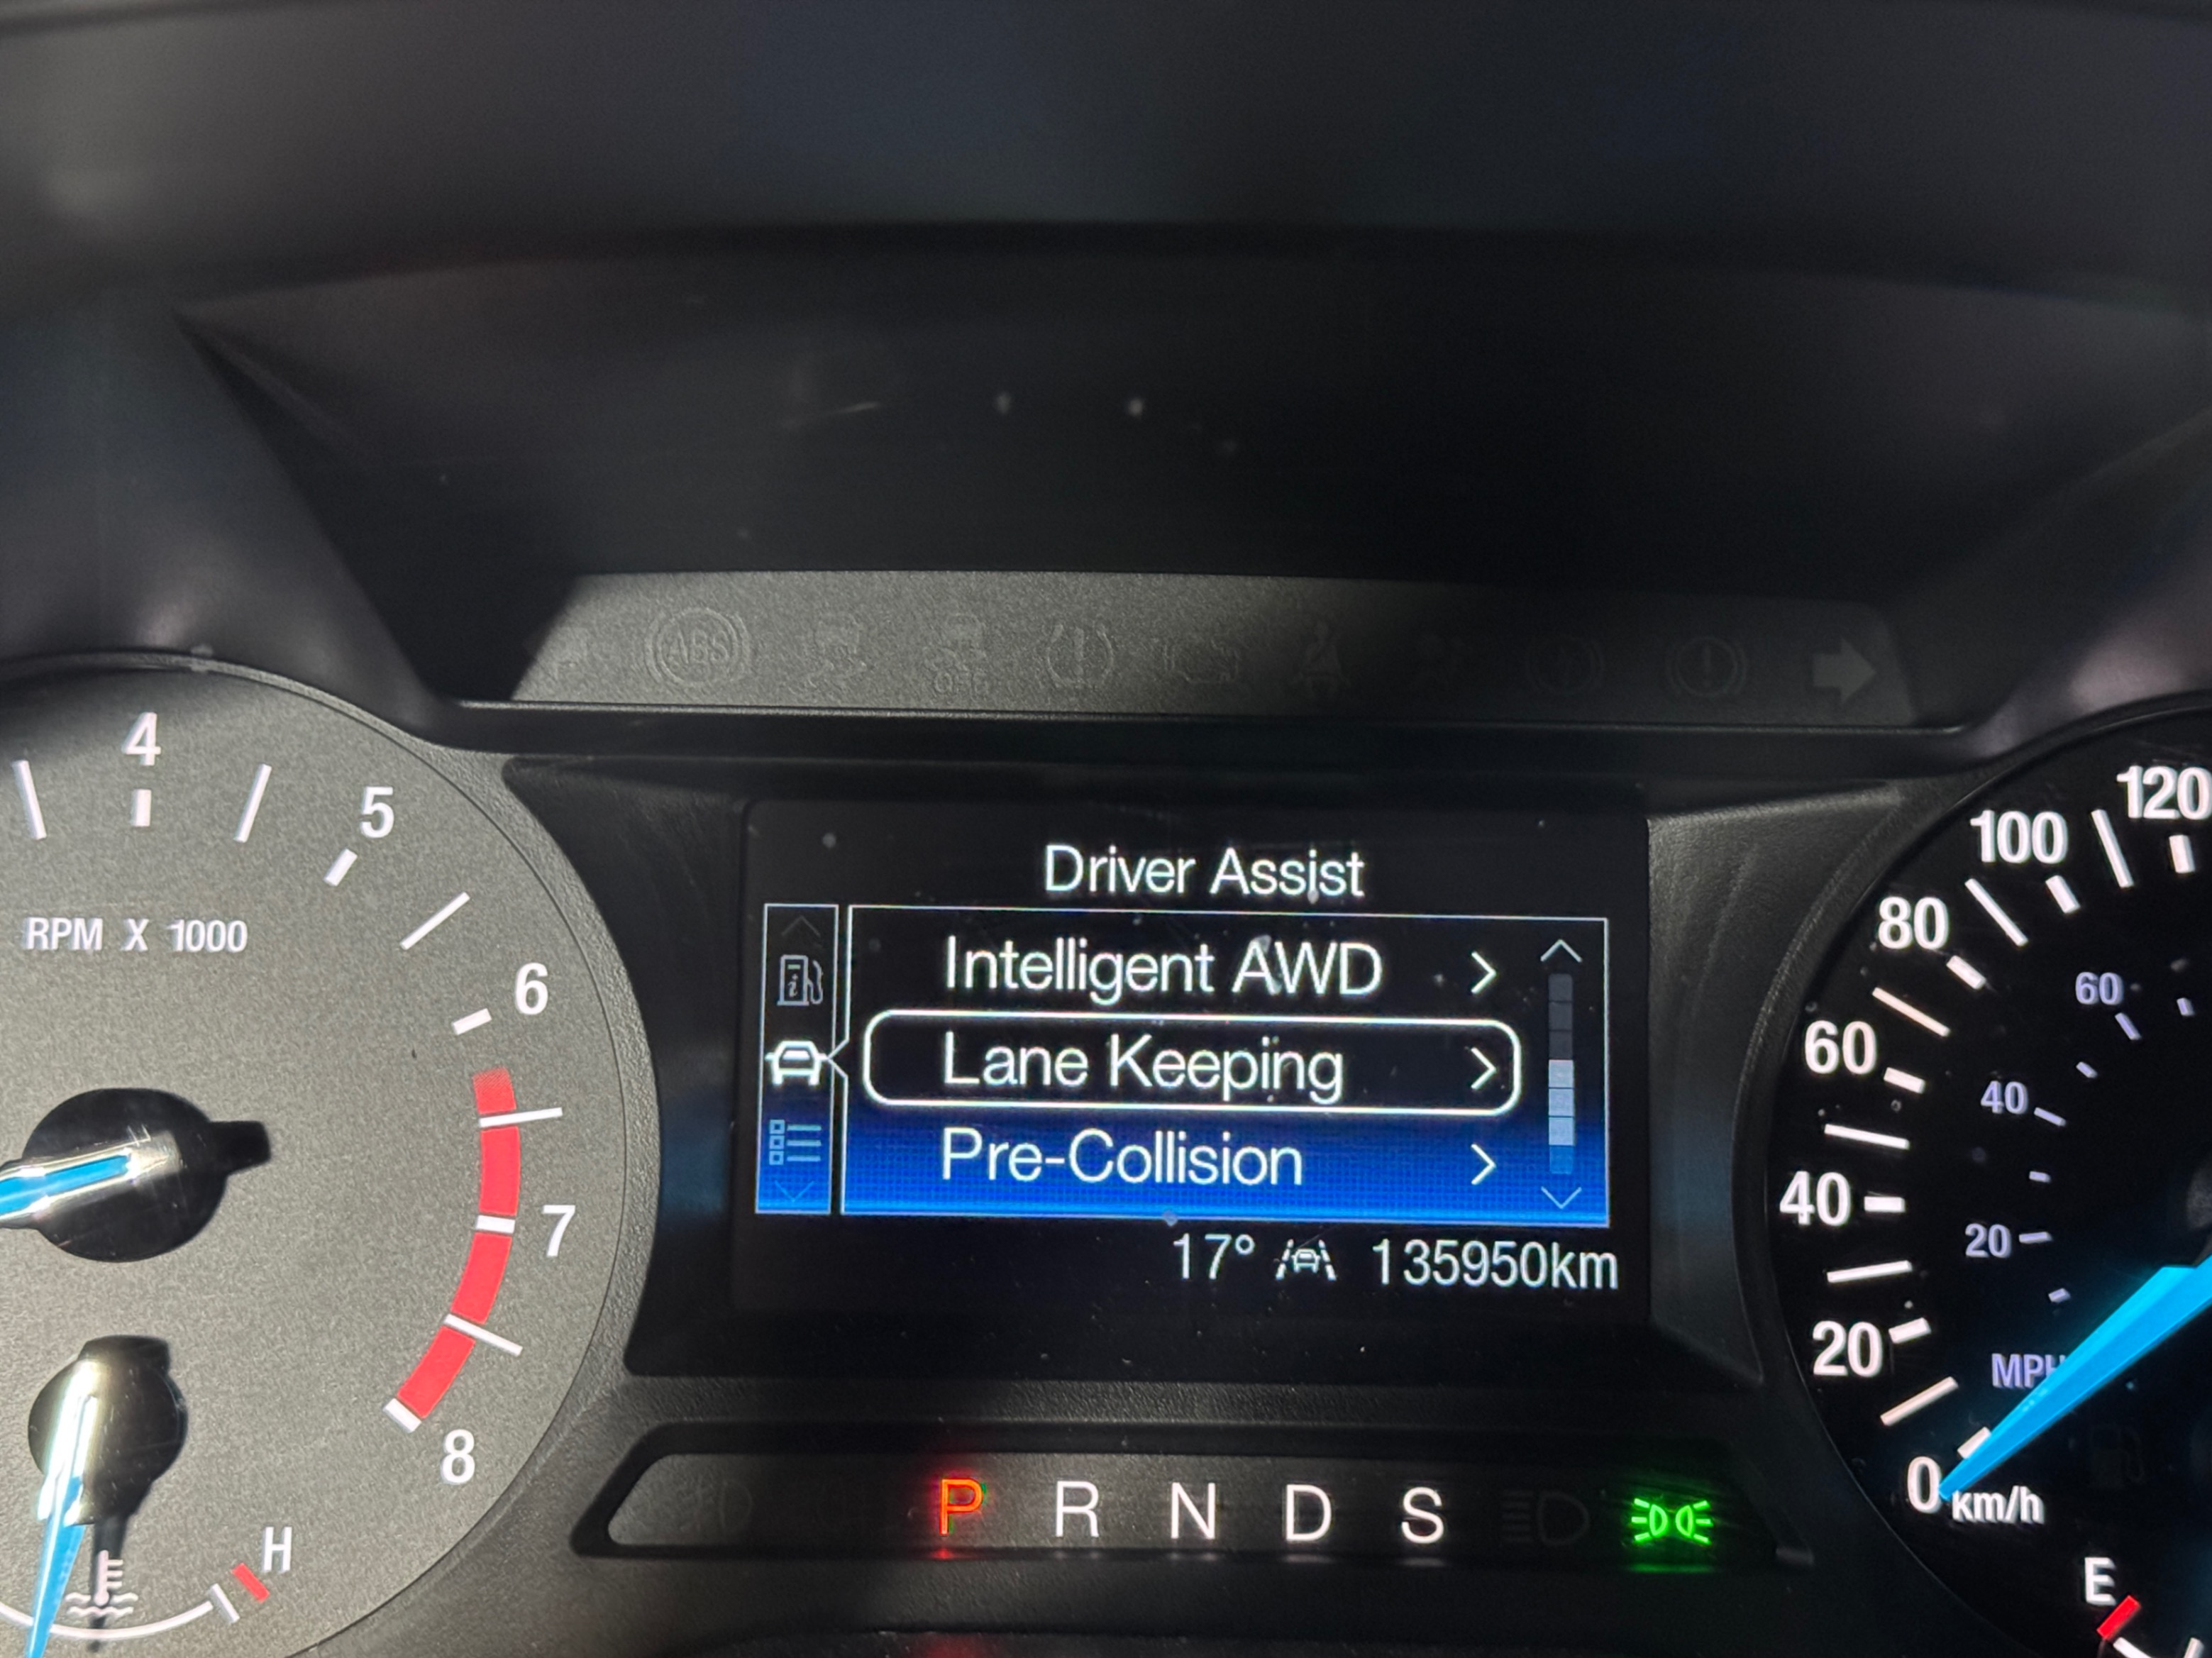 ABS
4
5
RPM X 1000
6
7
8
H
Driver Assist
Intelligent AWD
Lane Keeping
Pre-Collision
17° 135950km
P R N D S
120
100
80
60
60
40
40
20
20
MPH
0
km/h
E